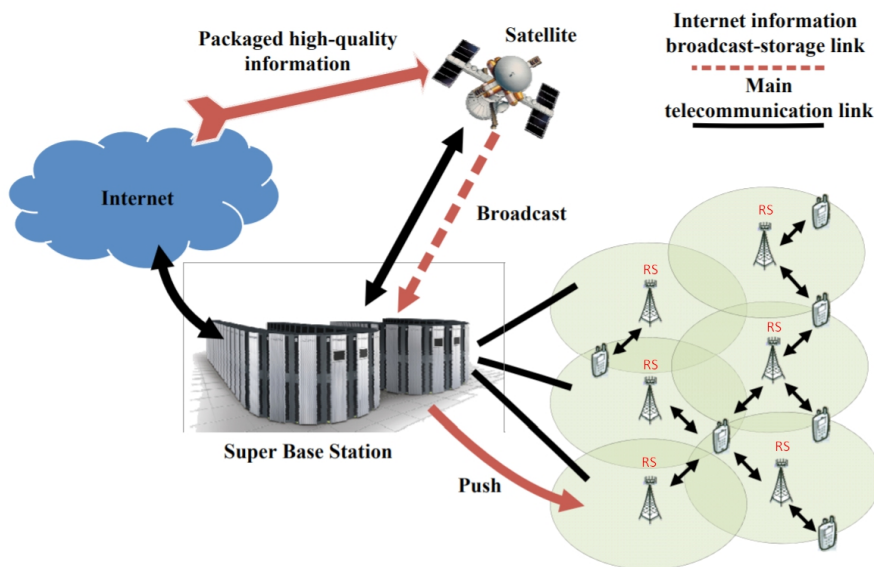 Packaged high-quality
information
Satellite
Internet information
broadcast-storage link
Main
telecommunication link
Internet
Broadcast
RS
RS
RS
RS
RS
RS
Super Base Station
Push